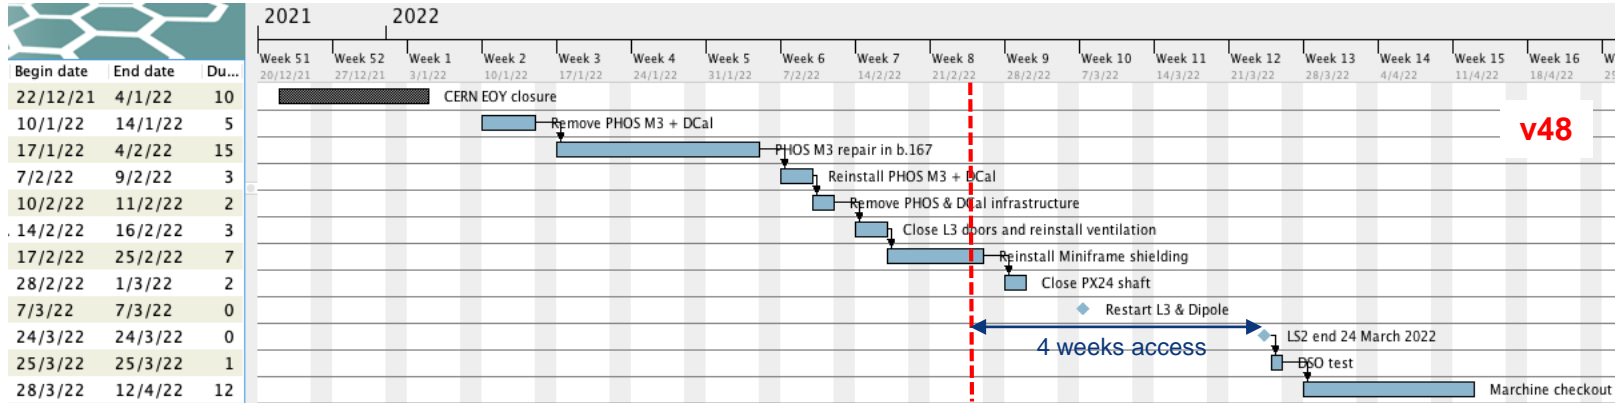 2021 2022
Week 51 Week 52 Week 1 Week 2 Week 3 Week 4 Week 5 Week 6 Week 7 Week 8 Week 9 Week 10 Week 11 Week 12 Week 13 Week 14 Week 15 Week 16 W
Begin date End date Du... 20/12/21 27/12/21 3/1/22 10/1/22 17/1/22 24/1/22 31/1/22 7/2/22 14/2/22 21/2/22 28/2/22 7/3/22 14/3/22 21/3/22 28/3/22 4/4/22 11/4/22 18/4/22 25
22/12/21 4/1/22 10 CERN EOY closure
10/1/22 14/1/22 5 Remove PHOS M3 + DCal
v48
17/1/22 4/2/22 15 PHOS M3 repair in b.167
7/2/22 9/2/22 3 Reinstall PHOS M3 + DCal
10/2/22 11/2/22 2 Remove PHOS & DCal infrastructure
14/2/22 16/2/22 3 Close L3 doors and reinstall ventilation
17/2/22 25/2/22 7 Reinstall Miniframe shielding
28/2/22 1/3/22 2 Close PX24 shaft
7/3/22 7/3/22 0 Restart L3 & Dipole
24/3/22 24/3/22 0 LS2 end 24 March 2022
4 weeks access
25/3/22 25/3/22 1 DSO test
28/3/22 12/4/22 12 Marchine checkout